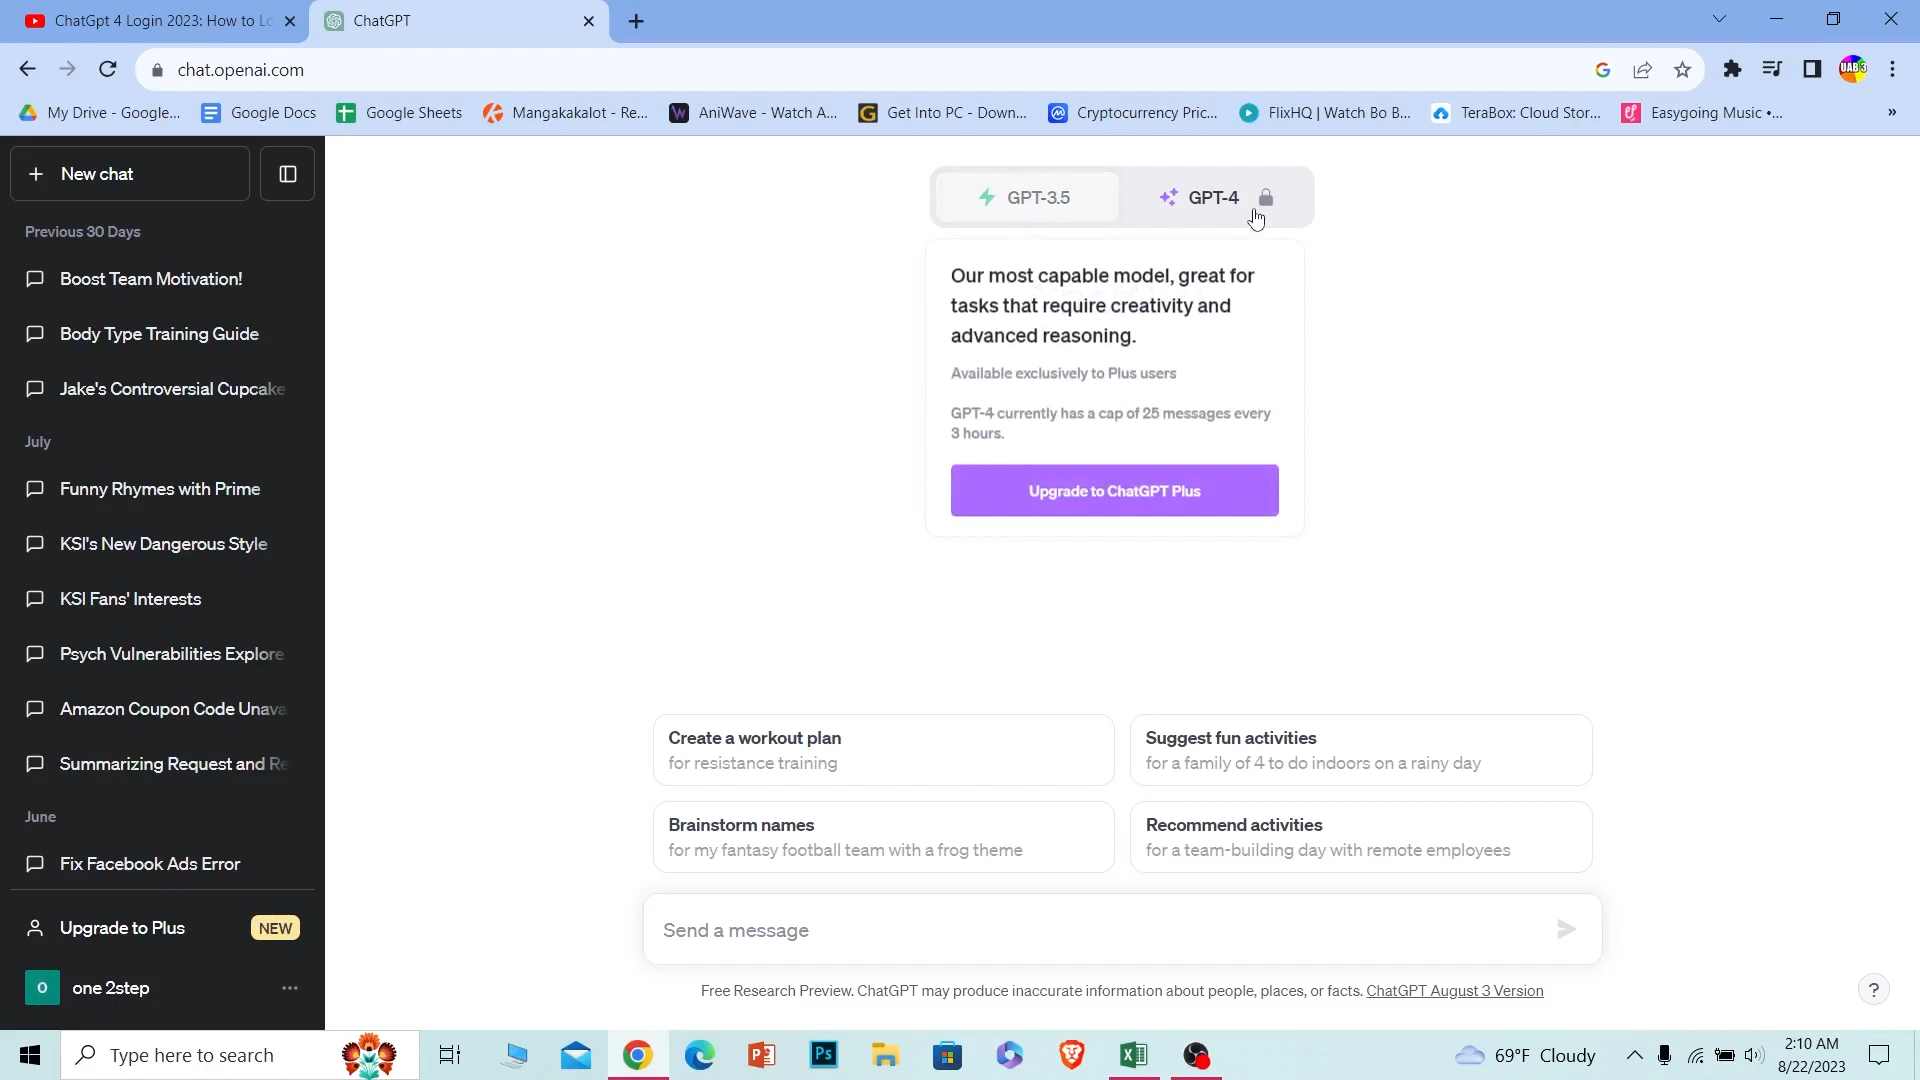 ChatGpt 4 Login 2023: How to Lo
ChatGPT
chat.openai.com
My Drive - Google...
Google Docs
Google Sheets
Mangakakalot - Re...
AniWave - Watch A...
Get Into PC - Down...
Cryptocurrency Pric...
FlixHQ | Watch Bo B...
TeraBox: Cloud Stor...
Easygoing Music •...
»
New chat
Previous 30 Days
Boost Team Motivation!
Body Type Training Guide
Jake's Controversial Cupcake
July
Funny Rhymes with Prime
KSI's New Dangerous Style
KSI Fans' Interests
Psych Vulnerabilities Explore
Amazon Coupon Code Unava
Summarizing Request and Re
June
Fix Facebook Ads Error
Upgrade to Plus
NEW
O
one 2step
GPT-3.5
GPT-4
Our most capable model, great for
tasks that require creativity and
advanced reasoning.
Available exclusively to Plus users
GPT-4 currently has a cap of 25 messages every
3 hours.
Upgrade to ChatGPT Plus
Create a workout plan
for resistance training
Suggest fun activities
for a family of 4 to do indoors on a rainy day
Brainstorm names
for my fantasy football team with a frog theme
Recommend activities
for a team-building day with remote employees
Send a message
Free Research Preview. ChatGPT may produce inaccurate information about people, places, or facts. ChatGPT August 3 Version
?
Type here to search
69°F Cloudy
2:10 AM
8/22/2023